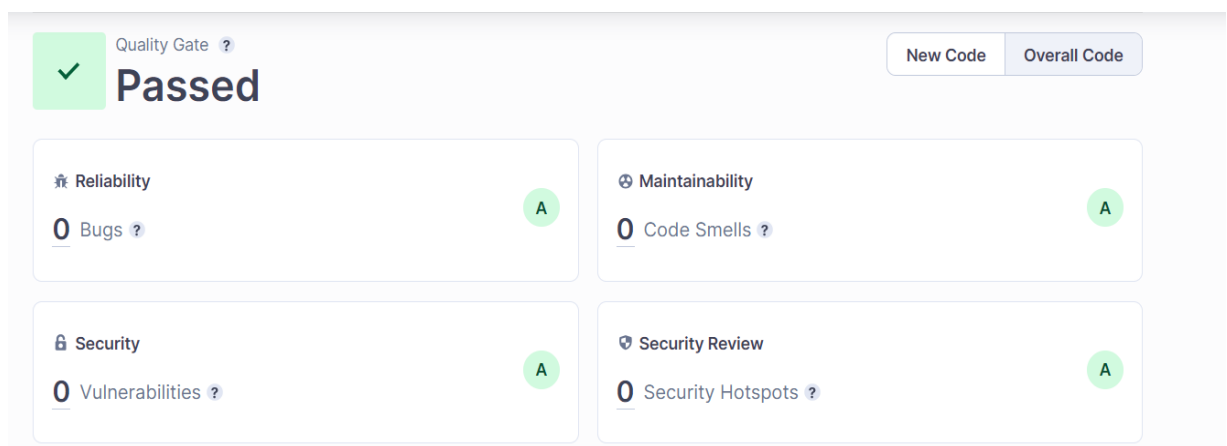 Quality Gate ?
Passed
New Code Overall Code
Reliability
0 Bugs ?
A
Maintainability
0 Code Smells ?
A
Security
0 Vulnerabilities ?
A
Security Review
0 Security Hotspots ?
A